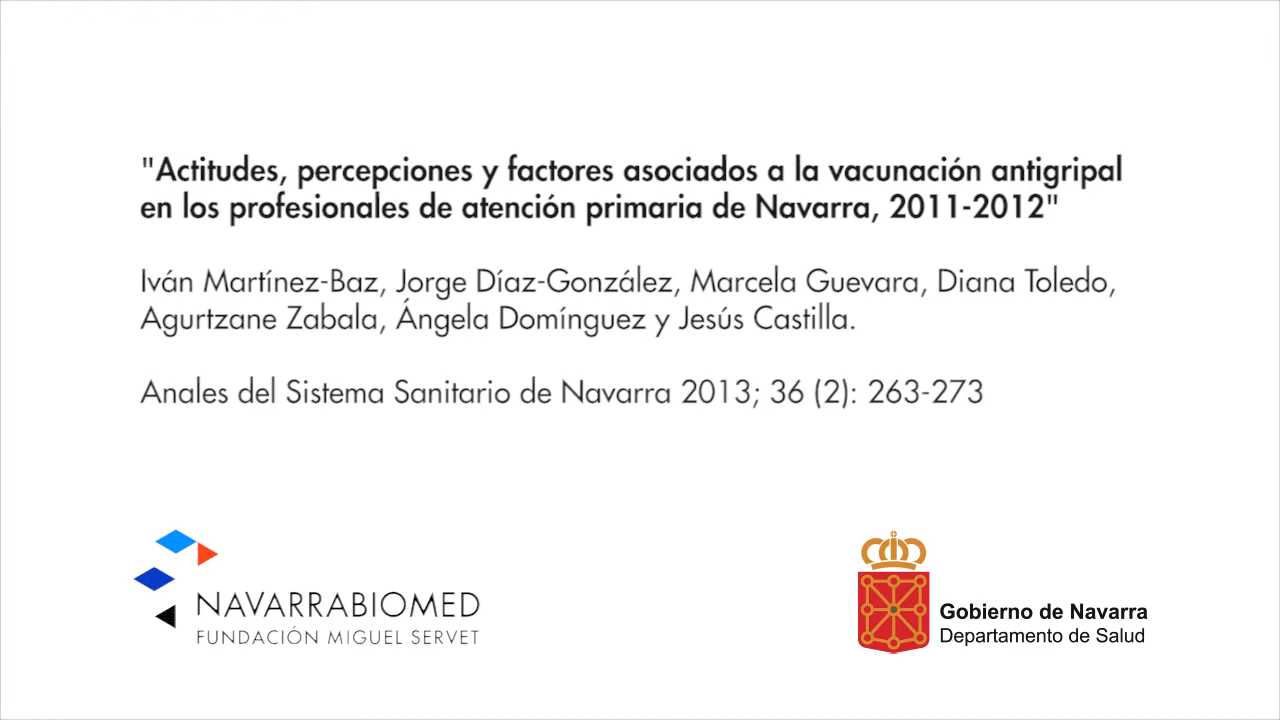 "Actitudes, percepciones y factores asociados a la vacunación antigripal
en los profesionales de atención primaria de Navarra, 2011-2012"
Iván Martínez-Baz, Jorge Díaz-González, Marcela Guevara, Diana Toledo,
Agurtzane Zabala, Ángela Domínguez y Jesús Castilla.
Anales del Sistema Sanitario de Navarra 2013; 36 (2): 263-273
NAVARRABIOMED
FUNDACIÓN MIGUEL SERVET
Gobierno de Navarra
Departamento de Salud